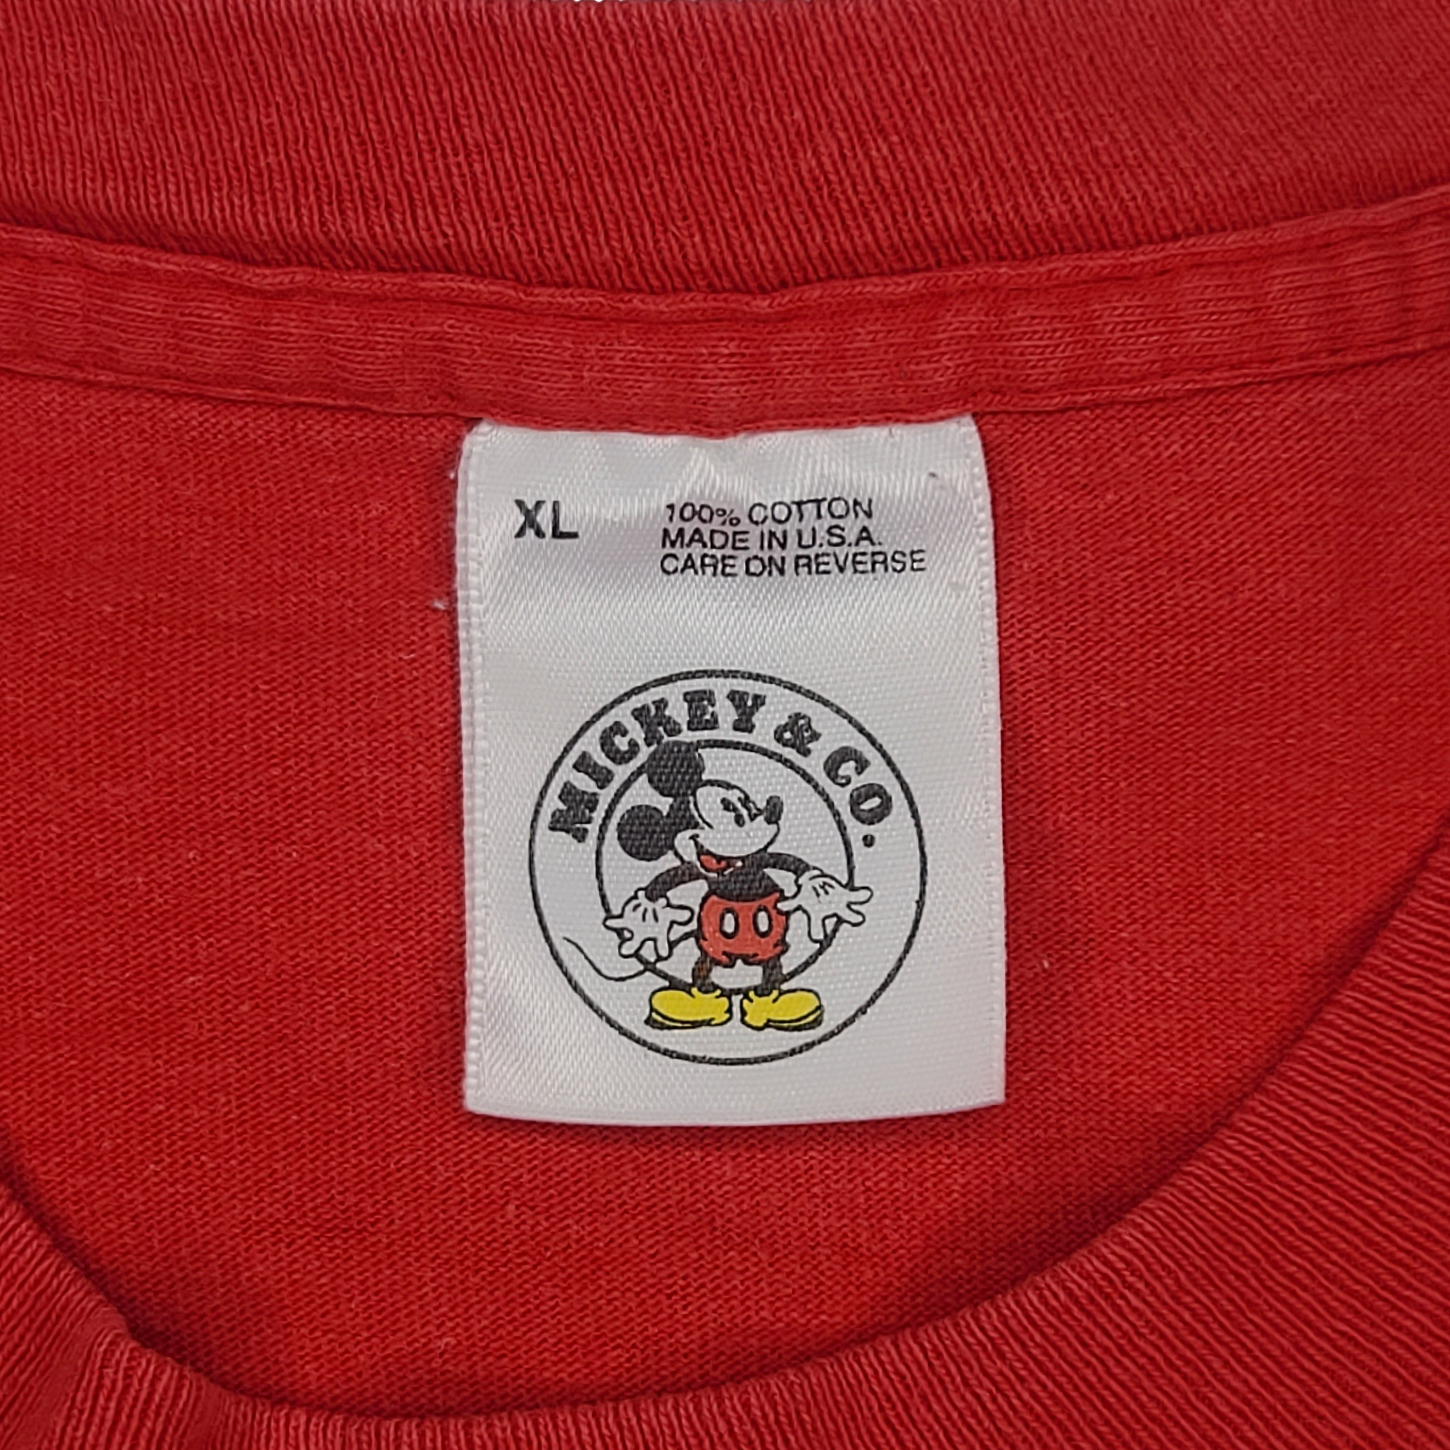 XL
100% COTTON
MADE IN U.S.A.
CARE ON REVERSE
MICKEY & CO.